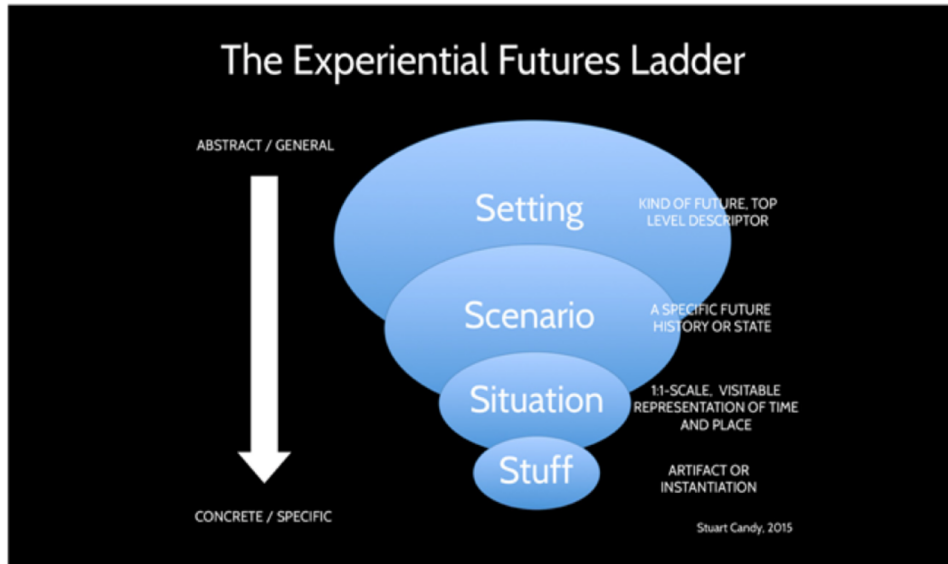 The Experiential Futures Ladder
ABSTRACT / GENERAL
Setting
KIND OF FUTURE, TOP
LEVEL DESCRIPTOR
Scenario
A SPECIFIC FUTURE
HISTORY OR STATE
Situation
1:1-SCALE, VISITABLE
REPRESENTATION OF TIME
AND PLACE
Stuff
ARTIFACT OR
INSTANTIATION
CONCRETE / SPECIFIC
Stuart Candy, 2015